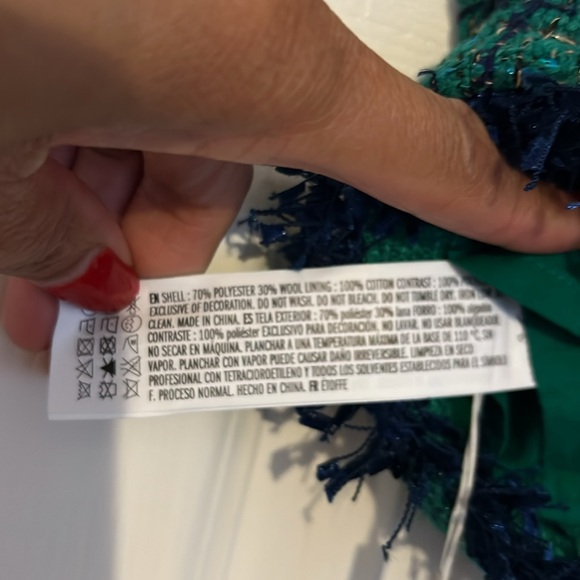 EN SHELL : 70% POLYESTER 30% WOOL LINING : 100% COTTON CONTRAST : 100%
EXCLUSIVE OF DECORATION. DO NOT WASH. DO NOT BLEACH. DO NOT TUMBLE DRY. IRON
CLEAN. MADE IN CHINA. ES TELA EXTERIOR : 70% poliéster 30% lana FORRO : 100% algodón
CONTRASTE : 100% poliéster EXCLUSIVO PARA DECORACIÓN. NO LAVAR. NO USAR BLANQUEADOR.
NO SECAR EN MÁQUINA. PLANCHAR A UNA TEMPERATURA MÁXIMA DE LA BASE DE 110 °C, SIN
VAPOR. PLANCHAR CON VAPOR PUEDE CAUSAR DAÑO IRREVERSIBLE. LIMPIEZA EN SECO
PROFESIONAL CON TETRACLOROETILENO Y TODOS LOS SOLVENTES ESTABLECIDOS PARA EL SÍMBOLO
F. PROCESO NORMAL. HECHO EN CHINA. FR ÉTOFFE